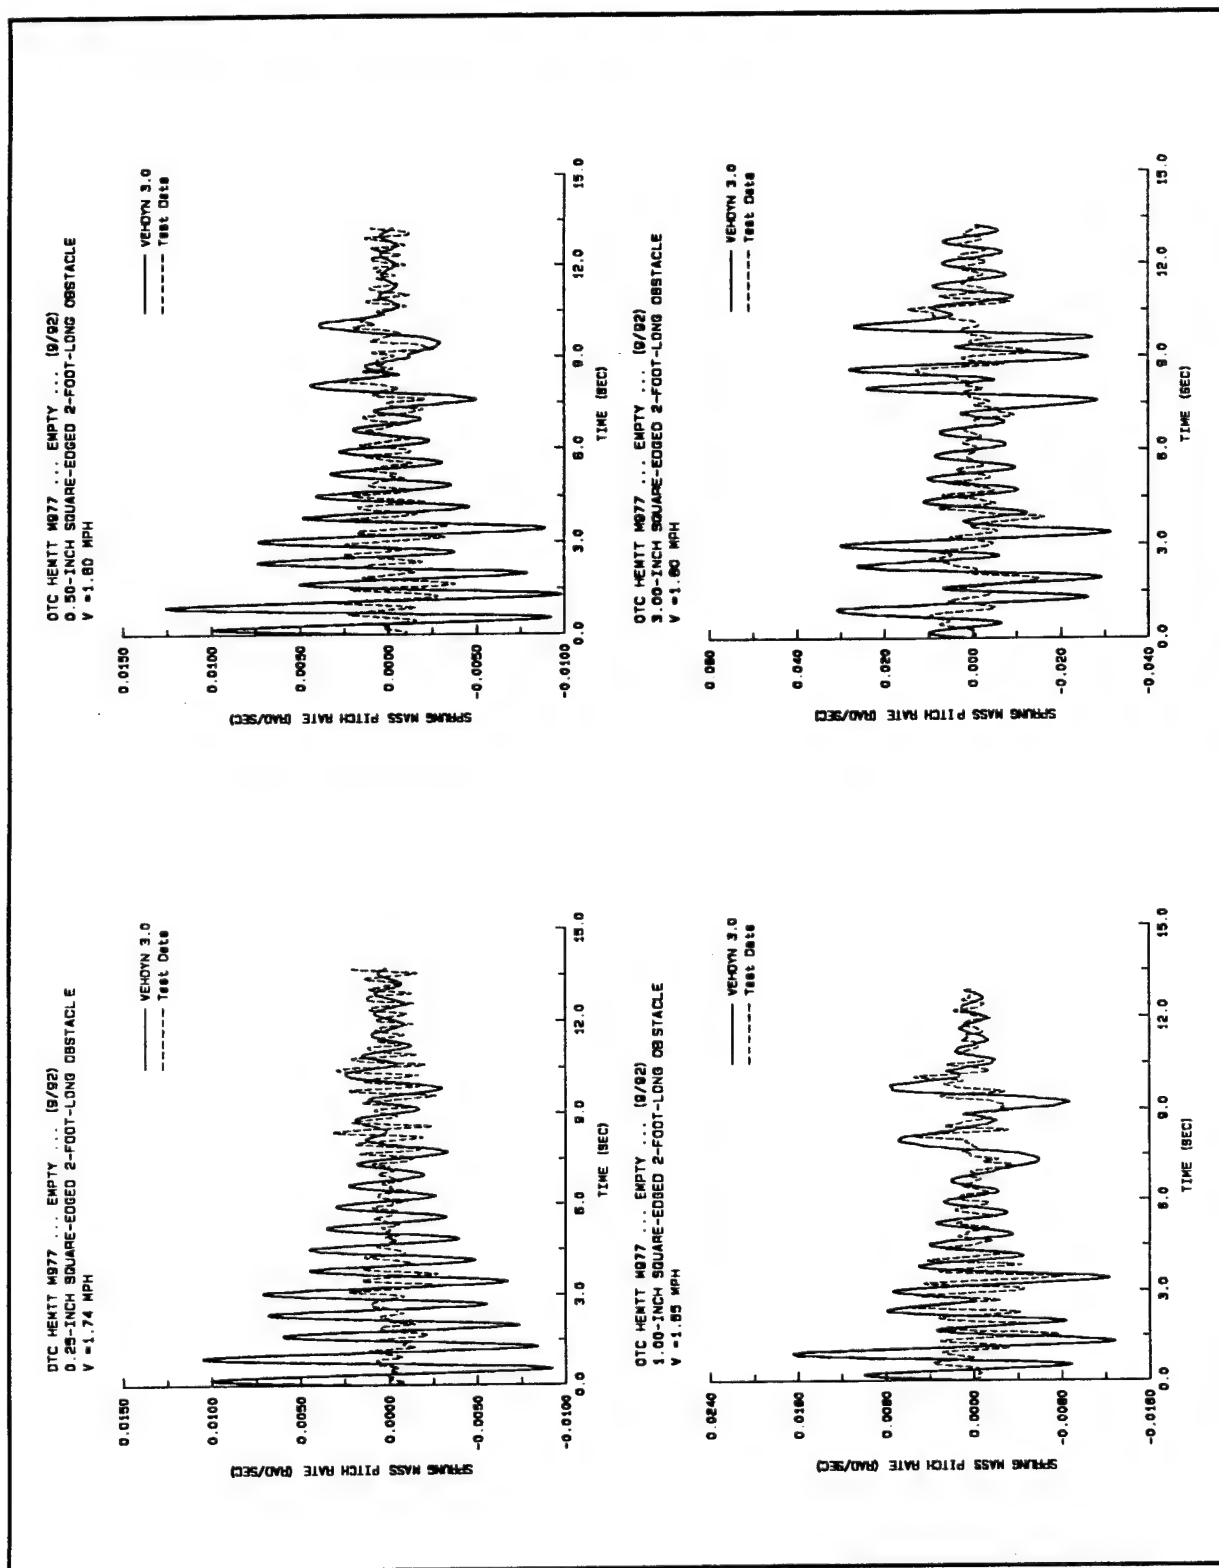 OTC HEMTT M977 ... EMPTY ... (9/92)
0.25-INCH SQUARE-EDGED 2-FOOT-LONG OBSTACLE
V =1.74 MPH
VEHDYN 3.0
Test Data
SPRUNG MASS PITCH RATE (RAD/SEC)
0.0150
0.0100
0.0050
0.0000
-0.0050
-0.0100
0.0
3.0
6.0
9.0
12.0
15.0
TIME (SEC)
OTC HEMTT M977 ... EMPTY ... (9/92)
0.50-INCH SQUARE-EDGED 2-FOOT-LONG OBSTACLE
V =1.80 MPH
VEHDYN 3.0
Test Data
SPRUNG MASS PITCH RATE (RAD/SEC)
0.0150
0.0100
0.0050
0.0000
-0.0050
-0.0100
0.0
3.0
6.0
9.0
12.0
15.0
TIME (SEC)
OTC HEMTT M977 ... EMPTY ... (9/92)
1.00-INCH SQUARE-EDGED 2-FOOT-LONG OBSTACLE
V =1.85 MPH
VEHDYN 3.0
Test Data
SPRUNG MASS PITCH RATE (RAD/SEC)
0.0240
0.0160
0.0080
0.0000
-0.0080
-0.0160
0.0
3.0
6.0
9.0
12.0
15.0
TIME (SEC)
OTC HEMTT M977 ... EMPTY ... (9/92)
3.00-INCH SQUARE-EDGED 2-FOOT-LONG OBSTACLE
V =1.80 MPH
VEHDYN 3.0
Test Data
SPRUNG MASS PITCH RATE (RAD/SEC)
0.060
0.040
0.020
0.000
-0.020
-0.040
0.0
3.0
6.0
9.0
12.0
15.0
TIME (SEC)